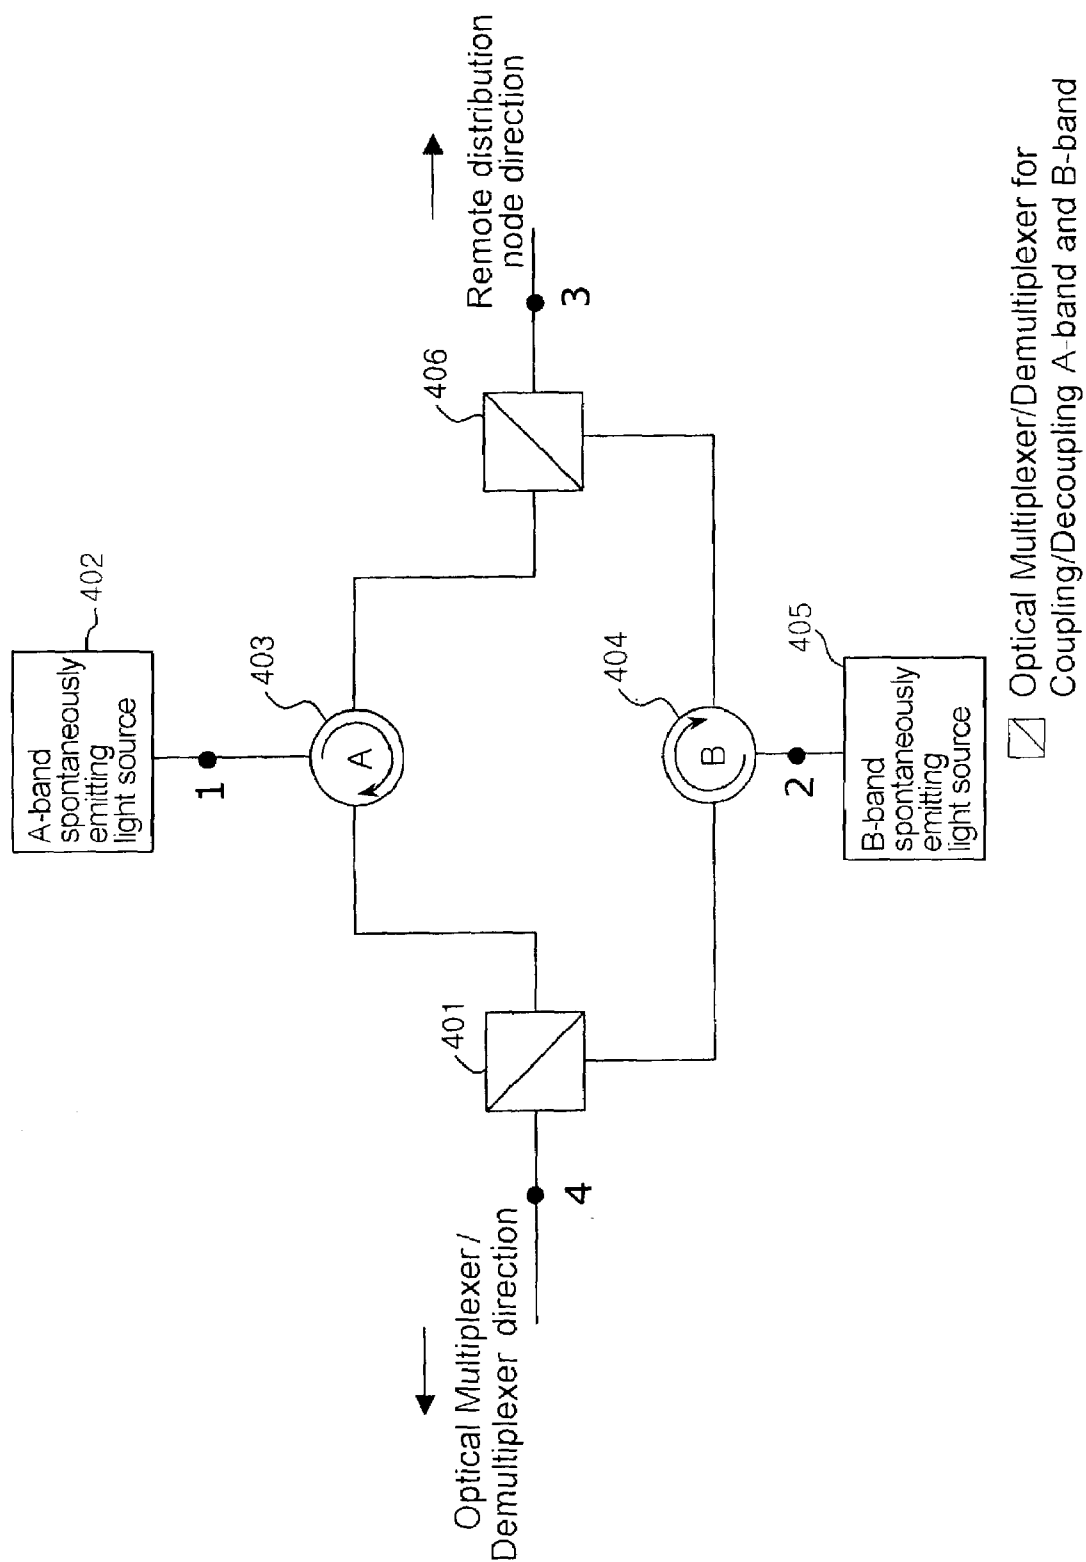 A-band
spontaneously
emitting
light source
402
1
403
A
401
406
Optical Multiplexer /
Demultiplexer direction
4
Remote distribution
node direction
3
404
B
2
405
B-band
spontaneously
emitting
light source
Optical Multiplexer/Demultiplexer for
Coupling/Decoupling A-band and B-band